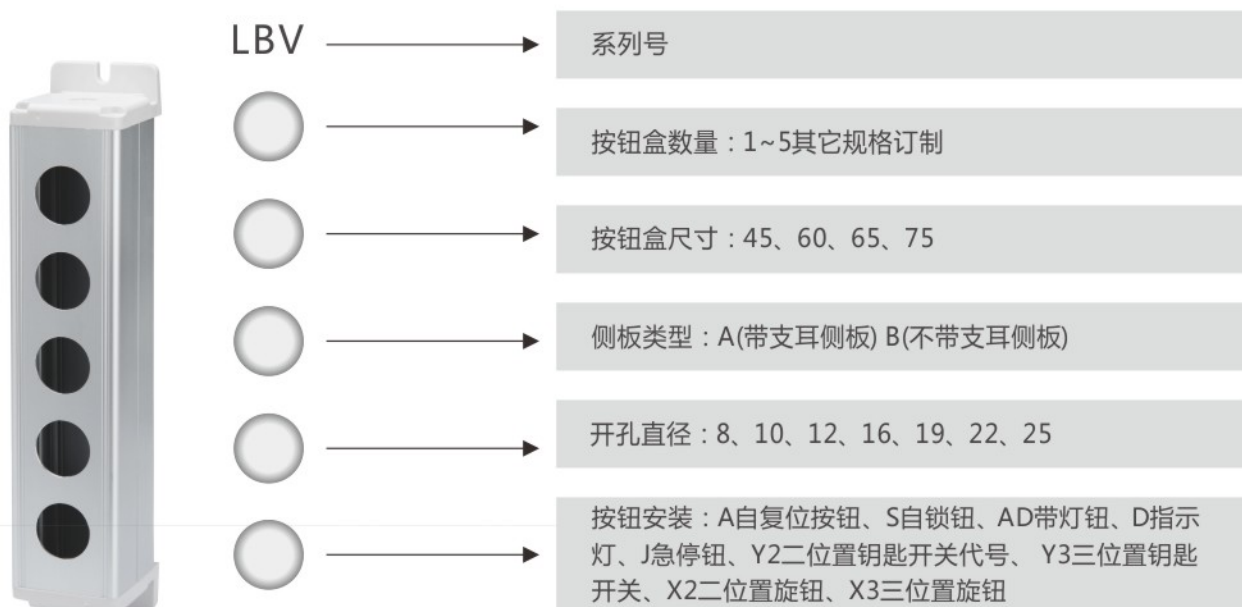 LBV
系列号
按钮盒数量：1~5其它规格订制
按钮盒尺寸：45、60、65、75
侧板类型：A(带支耳侧板) B(不带支耳侧板)
开孔直径：8、10、12、16、19、22、25
按钮安装：A自复位按钮、S自锁钮、AD带灯钮、D指示
灯、J急停钮、Y2二位置钥匙开关代号、 Y3三位置钥匙
开关、X2二位置旋钮、X3三位置旋钮